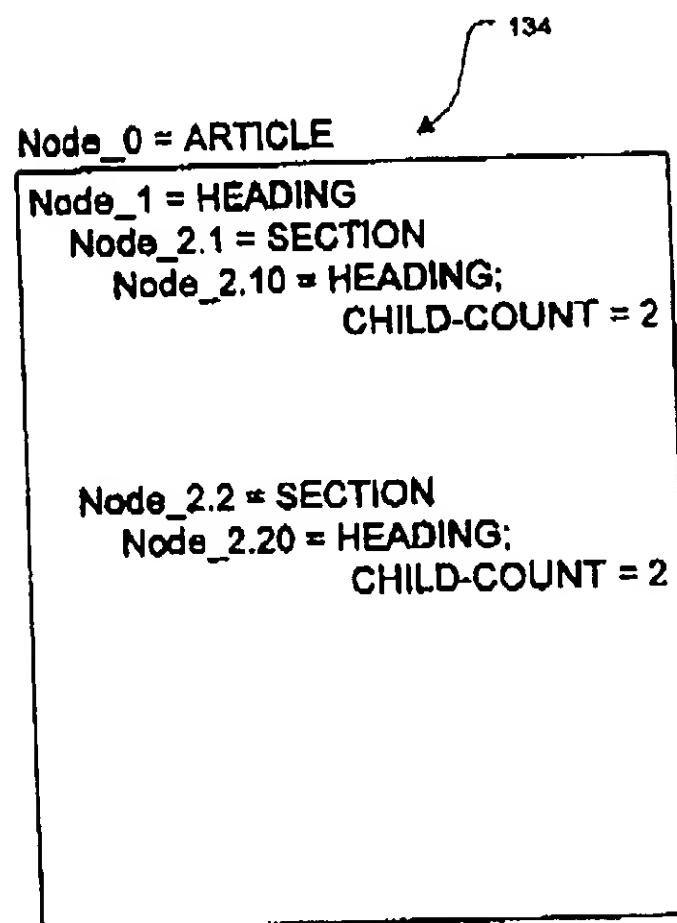 134
Node_0 = ARTICLE
Node_1 = HEADING
Node_2.1 = SECTION
Node_2.10 = HEADING;
CHILD-COUNT = 2
Node_2.2 = SECTION
Node_2.20 = HEADING;
CHILD-COUNT = 2